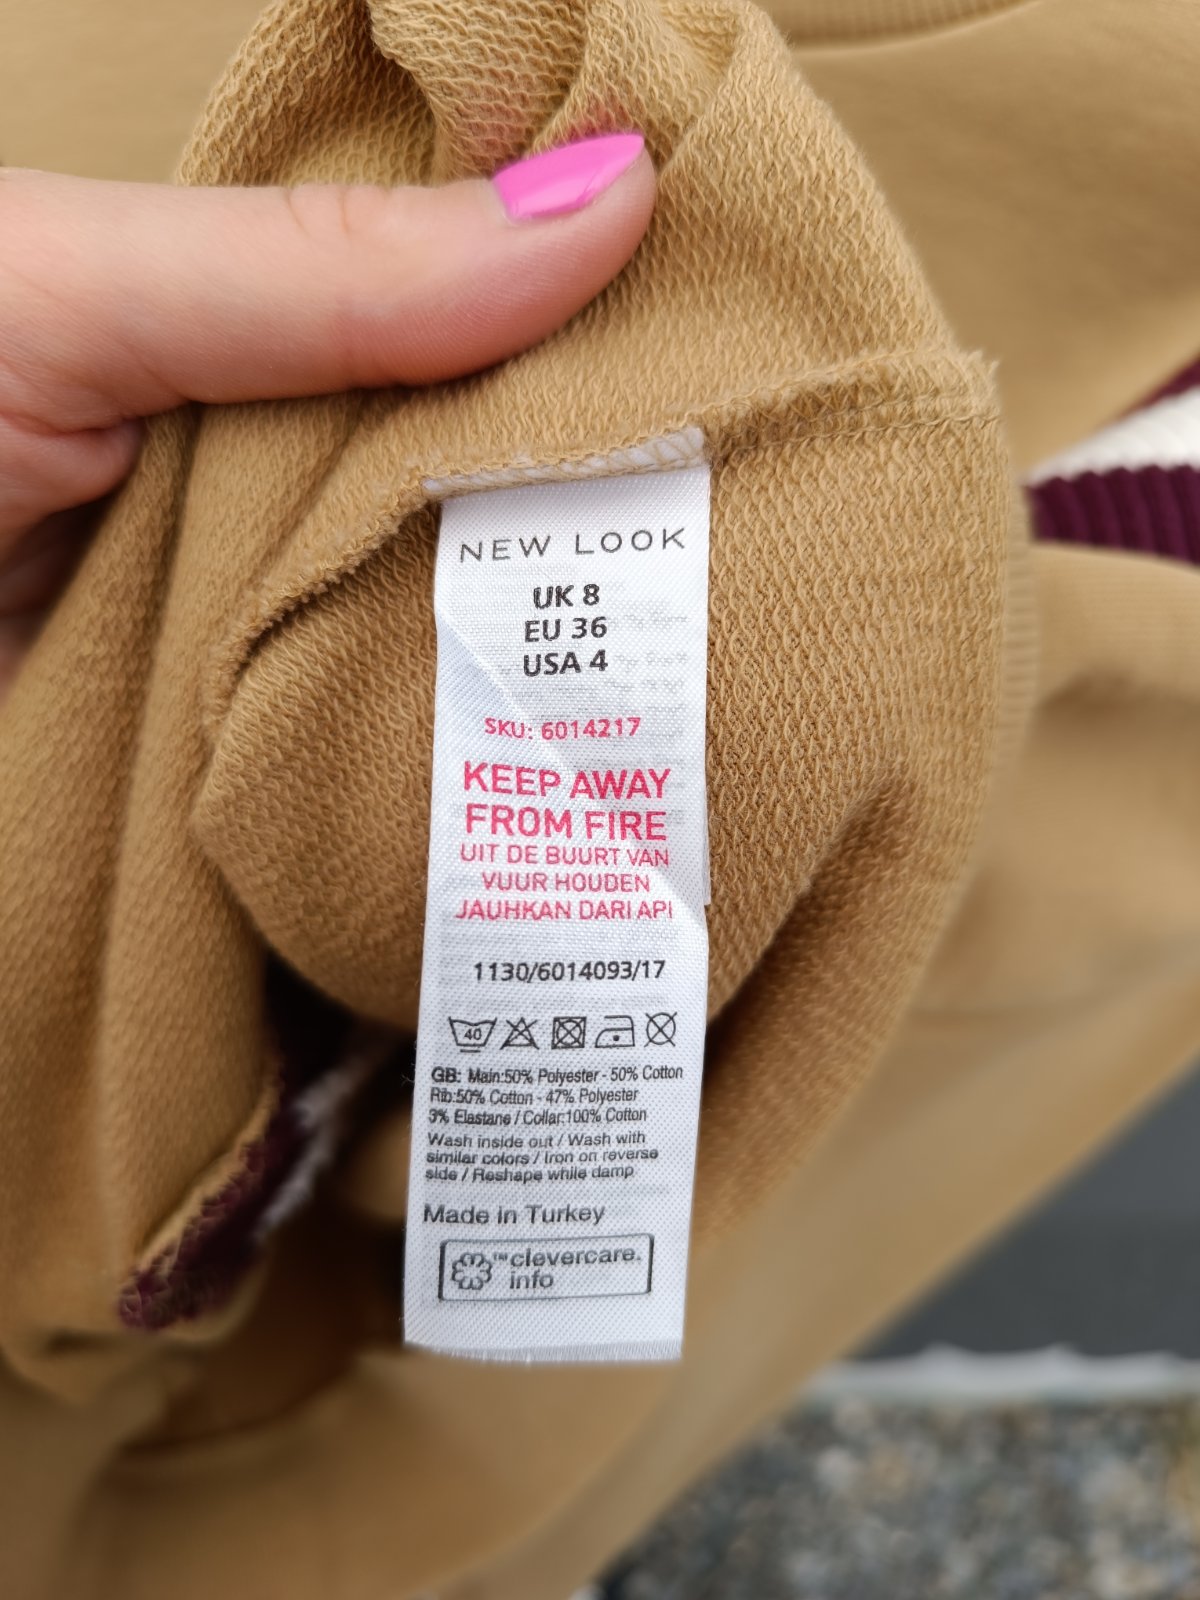 NEW LOOK
UK 8
EU 36
USA 4
SKU: 6014217
KEEP AWAY
FROM FIRE
UIT DE BUURT VAN
VUUR HOUDEN
JAUHKAN DARI API
1130/6014093/17
40
GB: Main:50% Polyester - 50% Cotton
Rib:50% Cotton - 47% Polyester
3% Elastane / Collar:100% Cotton
Wash inside out / Wash with
similar colors / Iron on reverse
side / Reshape while damp
Made in Turkey
™clevercare.
info